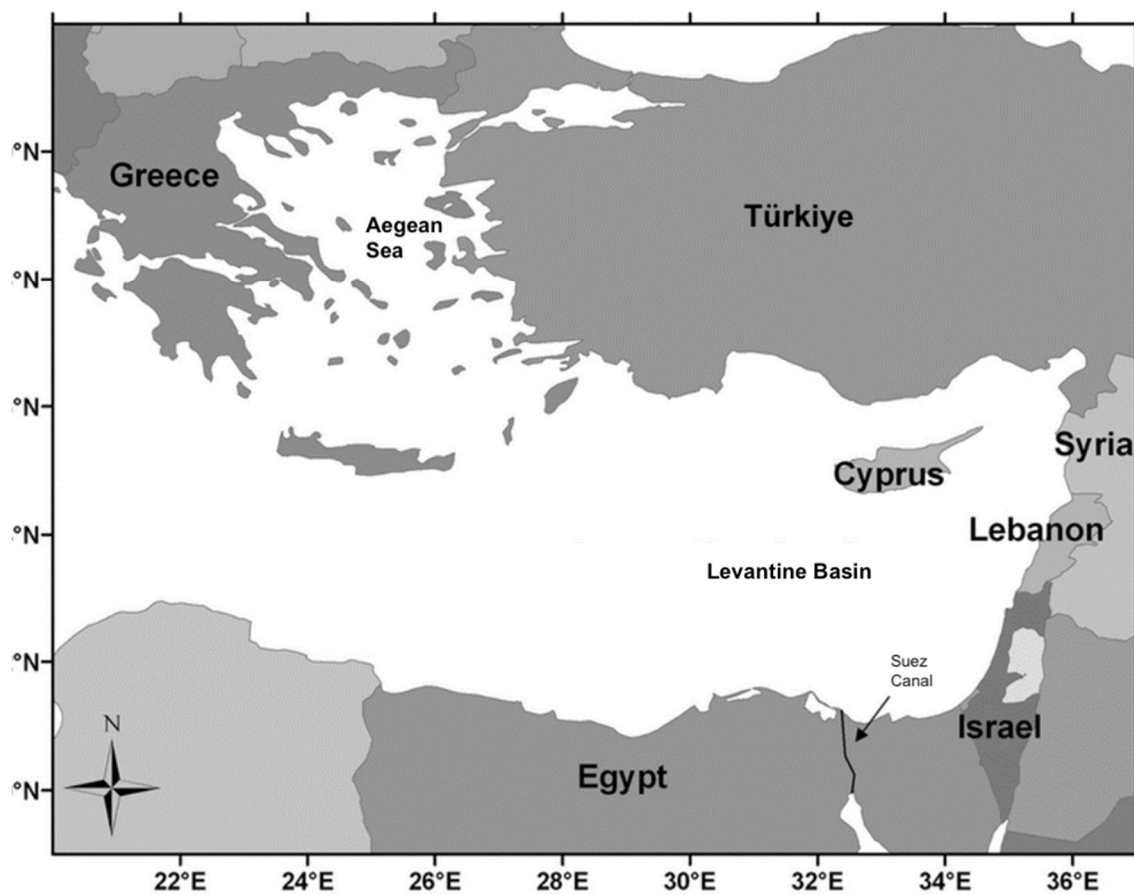 Greece
Aegean
Sea
Türkiye
Cyprus
Syria
Lebanon
Levantine Basin
Suez
Canal
Israel
Egypt
N
°N
°N
°N
°N
°N
°N
22°E 24°E 26°E 28°E 30°E 32°E 34°E 36°E